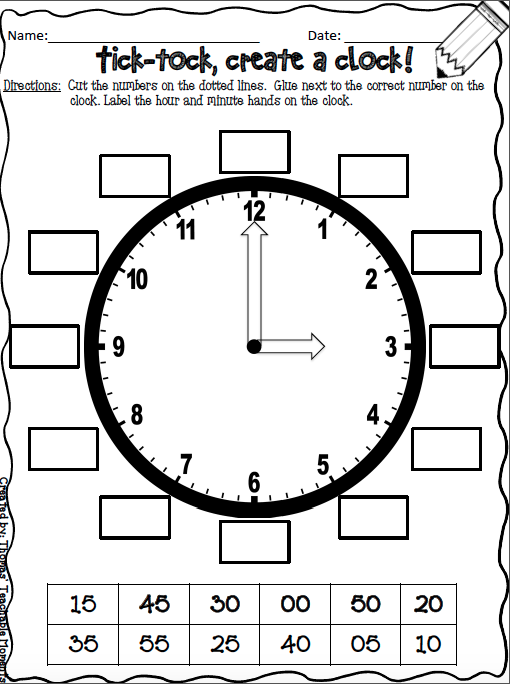 Name:____________________________ Date: ______________
Tick-tock, create a clock!
Directions: Cut the numbers on the dotted lines. Glue next to the correct number on the
clock. Label the hour and minute hands on the clock.
12
11 1
10 2
9 3
8 4
7 5
6
15 45 30 00 50 20
35 55 25 40 05 10
Created by: Thomas' Teachable Moments